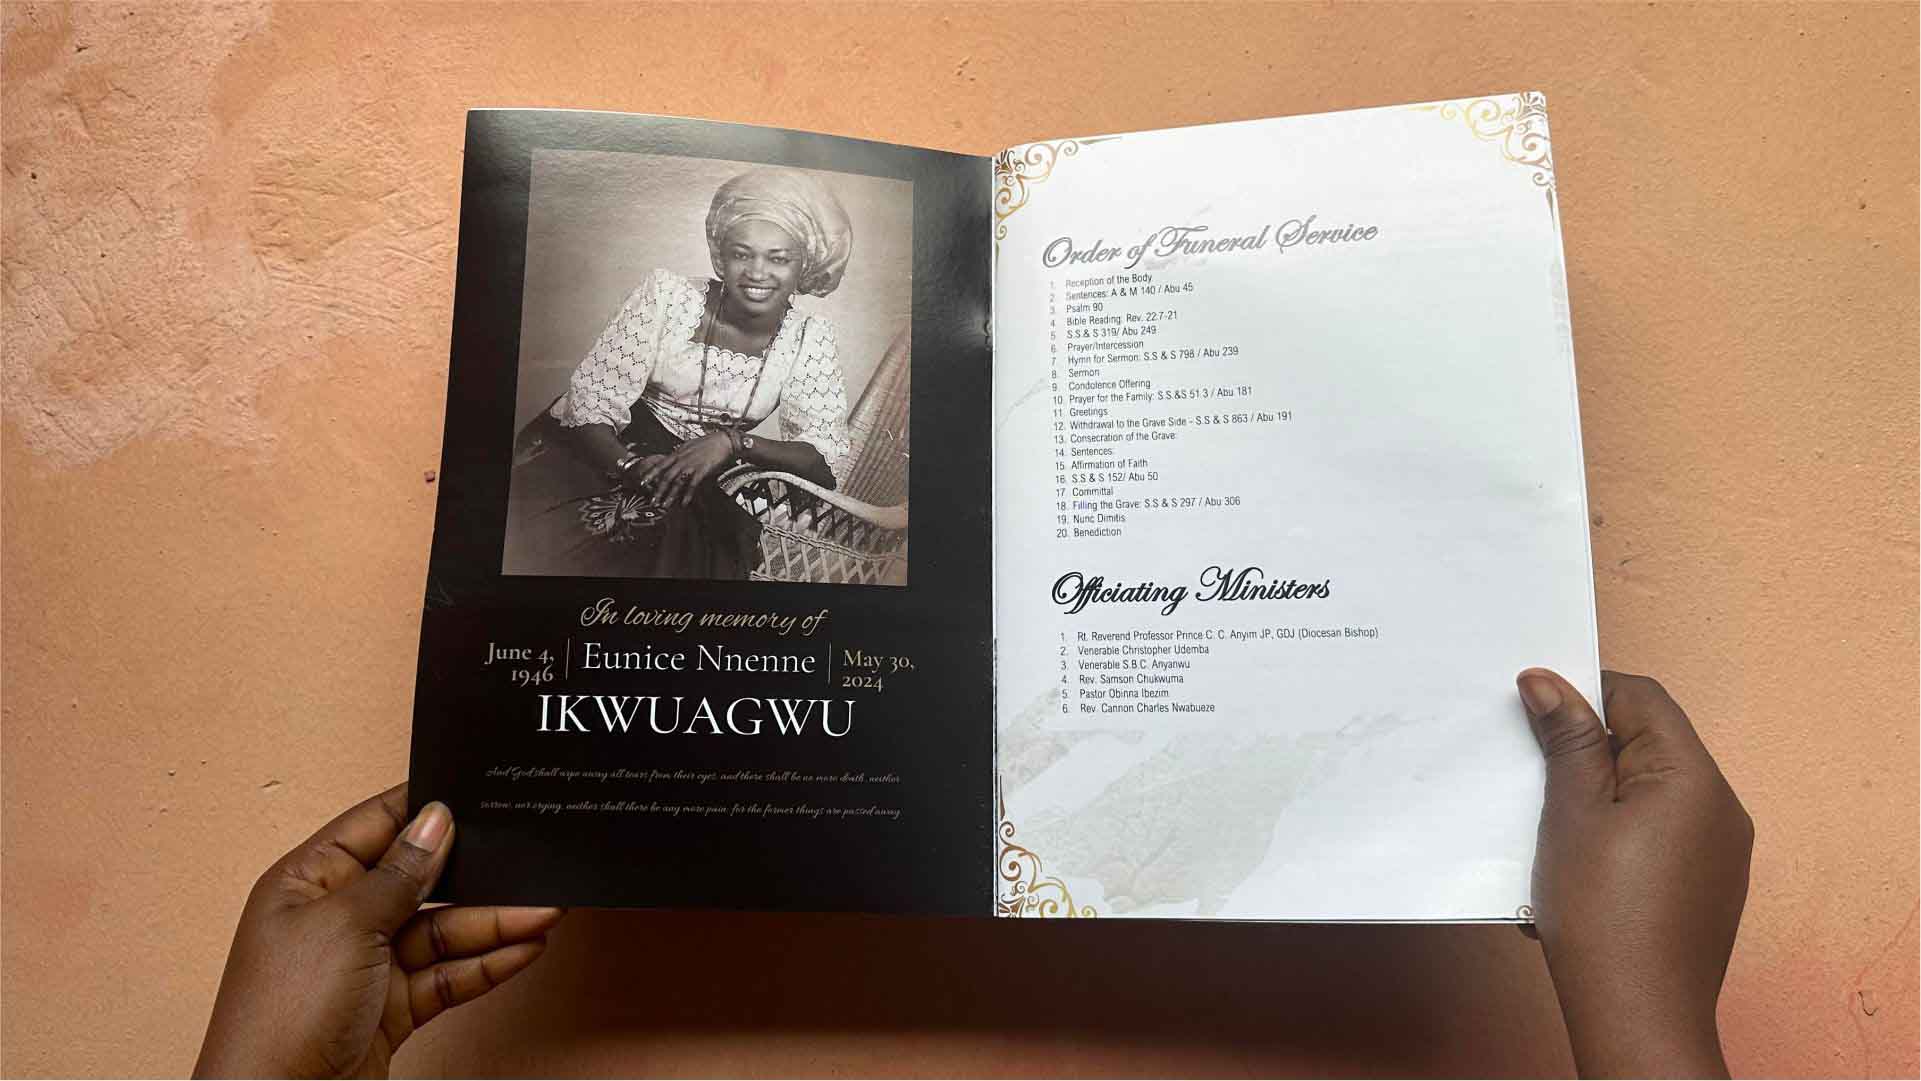 In loving memory of
June 4,
1946
Eunice Nnenne
May 30,
2024
IKWUAGWU
And God shall wipe away all tears from their eyes, and there shall be no more death, neither
sorrow, nor crying, neither shall there be any more pain: for the former things are passed away
Order of Funeral Service
1. Reception of the Body
2. Sentences: A & M 140 / Abu 45
3. Psalm 90
4. Bible Reading: Rev. 22:7-21
5. S.S & S 319/ Abu 249
6. Prayer/Intercession
7. Hymn for Sermon: S.S & S 798 / Abu 239
8. Sermon
9. Condolence Offering
10. Prayer for the Family: S.S.&S 51.3 / Abu 181
11. Greetings
12. Withdrawal to the Grave Side - S.S & S 863 / Abu 191
13. Consecration of the Grave:
14. Sentences:
15. Affirmation of Faith
16. S.S & S 152/ Abu 50
17. Committal
18. Filling the Grave: S.S & S 297 / Abu 306
19. Nunc Dimitis
20. Benediction
Officiating Ministers
1. Rt. Reverend Professor Prince C. C. Anyim JP, GDJ (Diocesan Bishop)
2. Venerable Christopher Udemba
3. Venerable S.B.C. Anyanwu
4. Rev. Samson Chukwuma
5. Pastor Obinna Ibezim
6. Rev. Cannon Charles Nwabueze